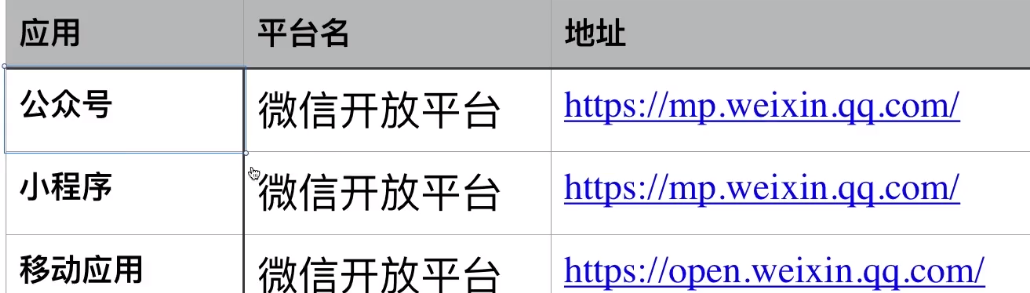 应用 平台名 地址
公众号 微信开放平台 https://mp.weixin.qq.com/
小程序 微信开放平台 https://mp.weixin.qq.com/
移动应用 微信开放平台 https://open.weixin.qq.com/